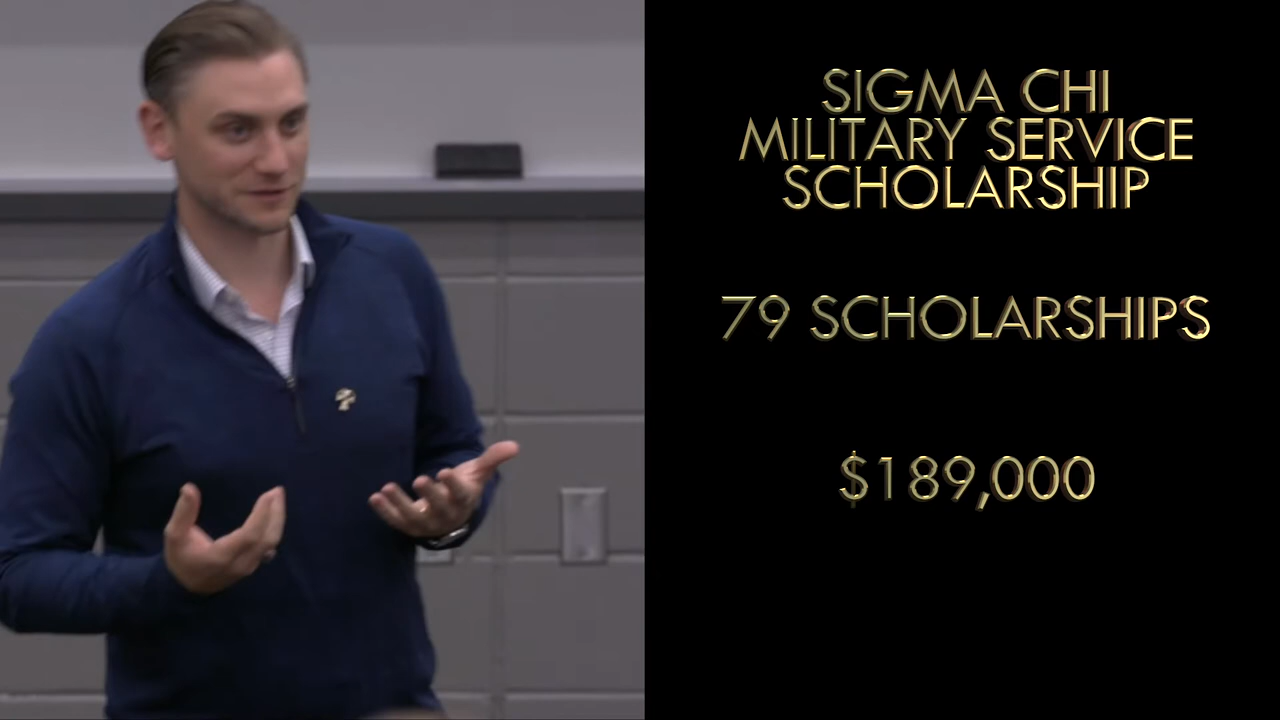 SIGMA CHI
MILITARY SERVICE
SCHOLARSHIP
79 SCHOLARSHIPS
$189,000